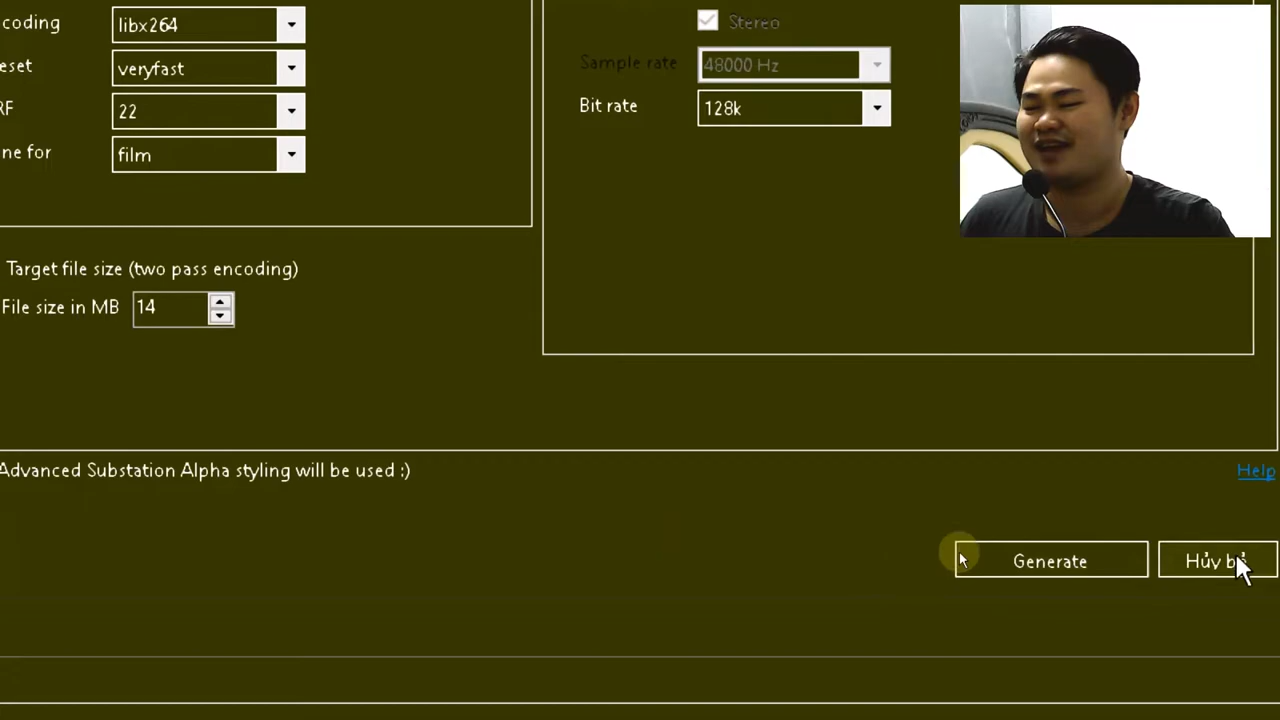 coding libx264
eset veryfast
RF 22
ne for film
Target file size (two pass encoding)
File size in MB 14
Stereo
Sample rate 48000 Hz
Bit rate 128k
Advanced Substation Alpha styling will be used :)
Help
Generate Hủy